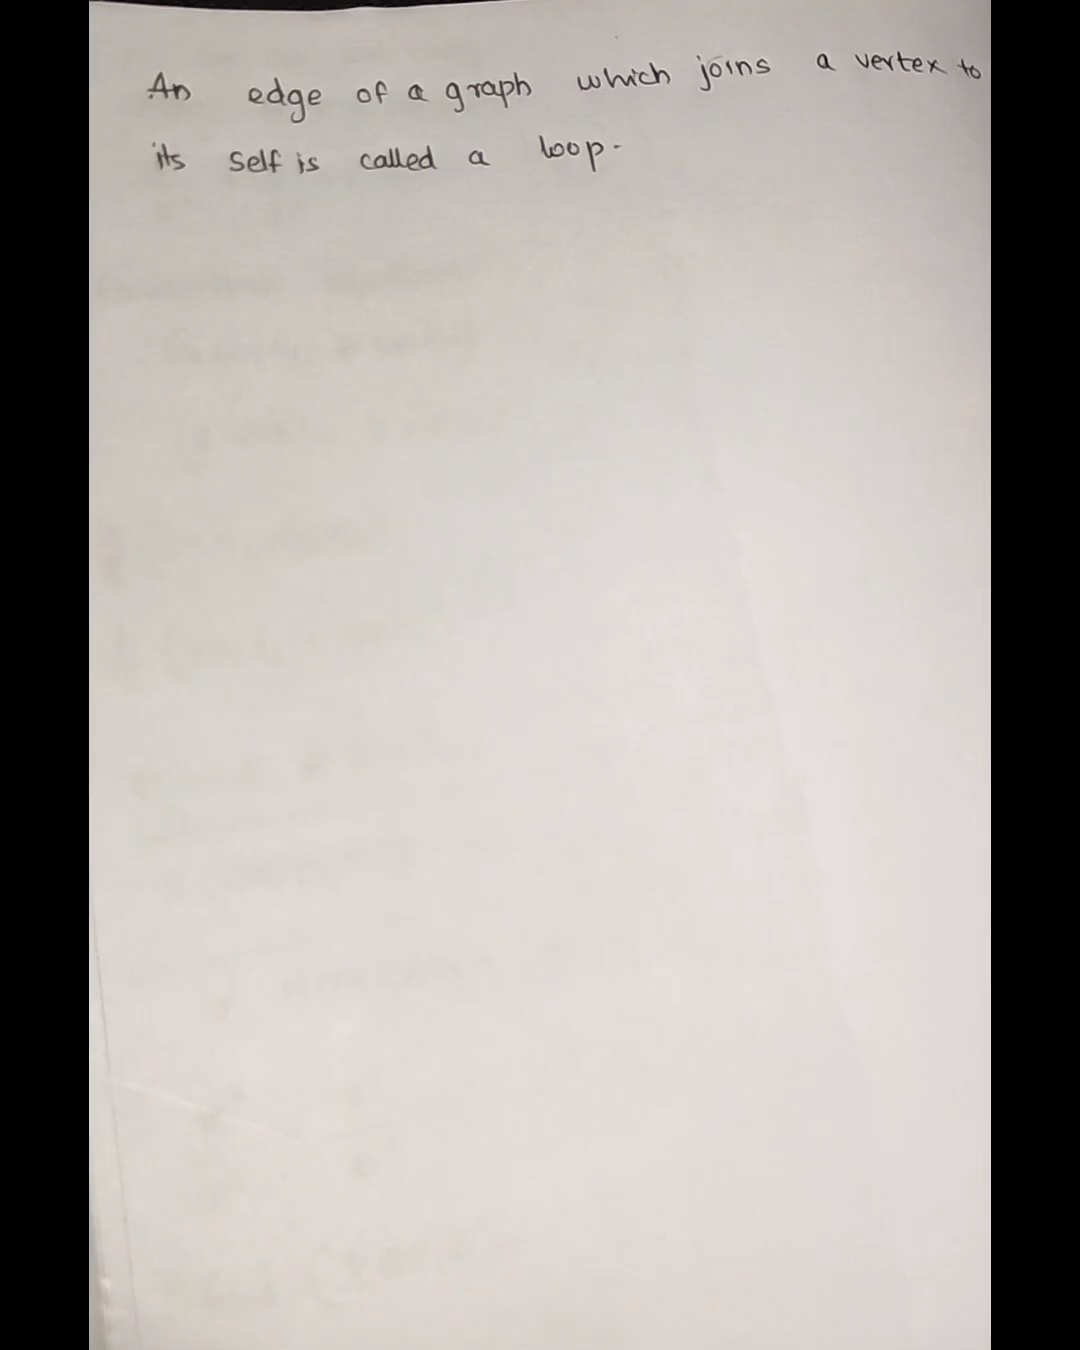 An edge of a graph which joins a vertex to
its self is called a loop.